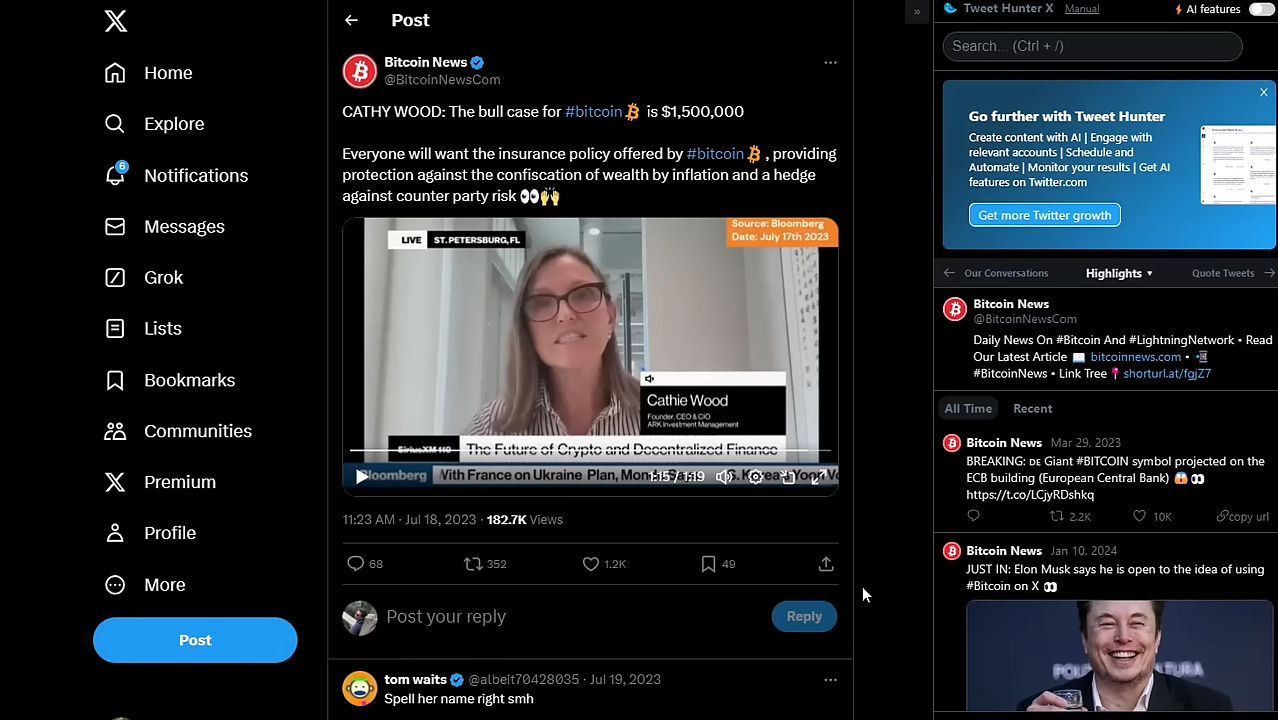 Post
Home
Explore
6
Notifications
Messages
Grok
Lists
Bookmarks
Communities
Premium
Profile
More
Post
Bitcoin News
@BitcoinNewsCom
CATHY WOOD: The bull case for #bitcoin is $1,500,000
Everyone will want the insurance policy offered by #bitcoin , providing
protection against the confiscation of wealth by inflation and a hedge
against counter party risk 👀🙌
Source: Bloomberg
Date: July 17th 2023
LIVE ST. PETERSBURG, FL
Cathie Wood
Founder, CEO & CIO
ARK Investment Management
SiriusXM 119 The Future of Crypto and Decentralized Finance
Bloomberg With France on Ukraine Plan,
1:15 / 1:19
11:23 AM · Jul 18, 2023 · 182.7K Views
68 352 1.2K 49
Post your reply
Reply
tom waits @albeit70428035 · Jul 19, 2023
Spell her name right smh
»
Tweet Hunter X Manual
⚡ AI features
Search... (Ctrl + /)
X
Go further with Tweet Hunter
Create content with AI | Engage with
relevant accounts | Schedule and
Automate | Monitor your results | Get AI
features on Twitter.com
Get more Twitter growth
← Our Conversations Highlights ▼ Quote Tweets →
Bitcoin News
@BitcoinNewsCom
Daily News On #Bitcoin And #LightningNetwork • Read
Our Latest Article 📖 bitcoinnews.com • 📲
#BitcoinNews • Link Tree 📍 shorturl.at/fgjZ7
All Time Recent
Bitcoin News Mar 29, 2023
BREAKING: ᴅᴇ Giant #BITCOIN symbol projected on the
ECB building (European Central Bank) 😱 👀
https://t.co/LCjyRDshkq
2.2K 10K copy url
Bitcoin News Jan 10, 2024
JUST IN: Elon Musk says he is open to the idea of using
#Bitcoin on X 👀